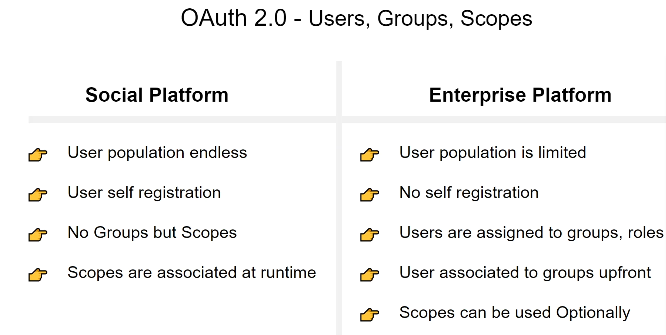 OAuth 2.0 - Users, Groups, Scopes
Social Platform
User population endless
User self registration
No Groups but Scopes
Scopes are associated at runtime
Enterprise Platform
User population is limited
No self registration
Users are assigned to groups, roles
User associated to groups upfront
Scopes can be used Optionally